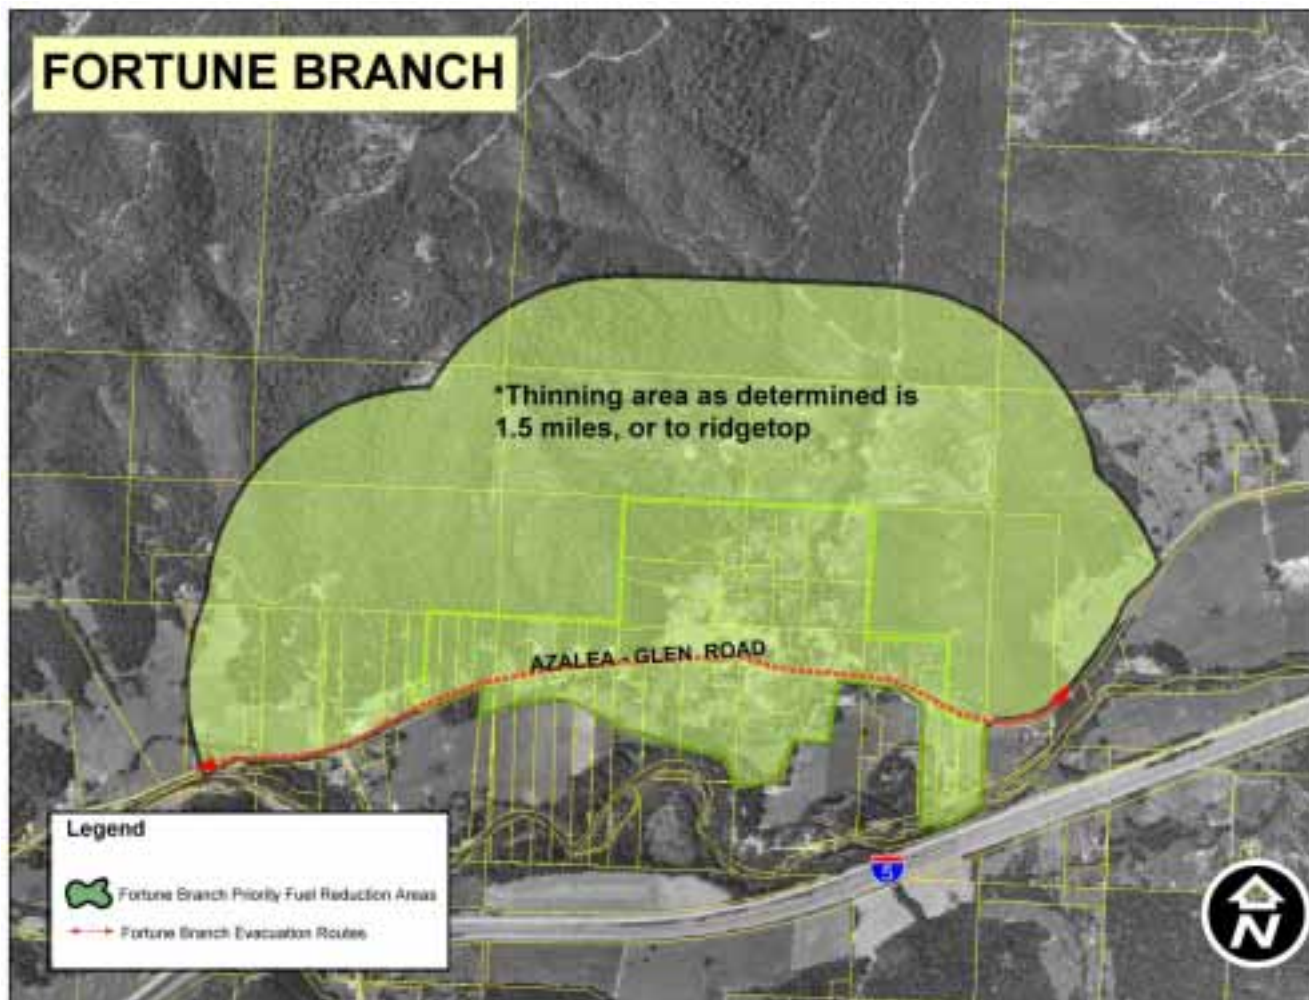 FORTUNE BRANCH
*Thinning area as determined is
1.5 miles, or to ridgetop
AZALEA - GLEN ROAD
Legend
Fortune Branch Priority Fuel Reduction Areas
Fortune Branch Evacuation Routes
5
N